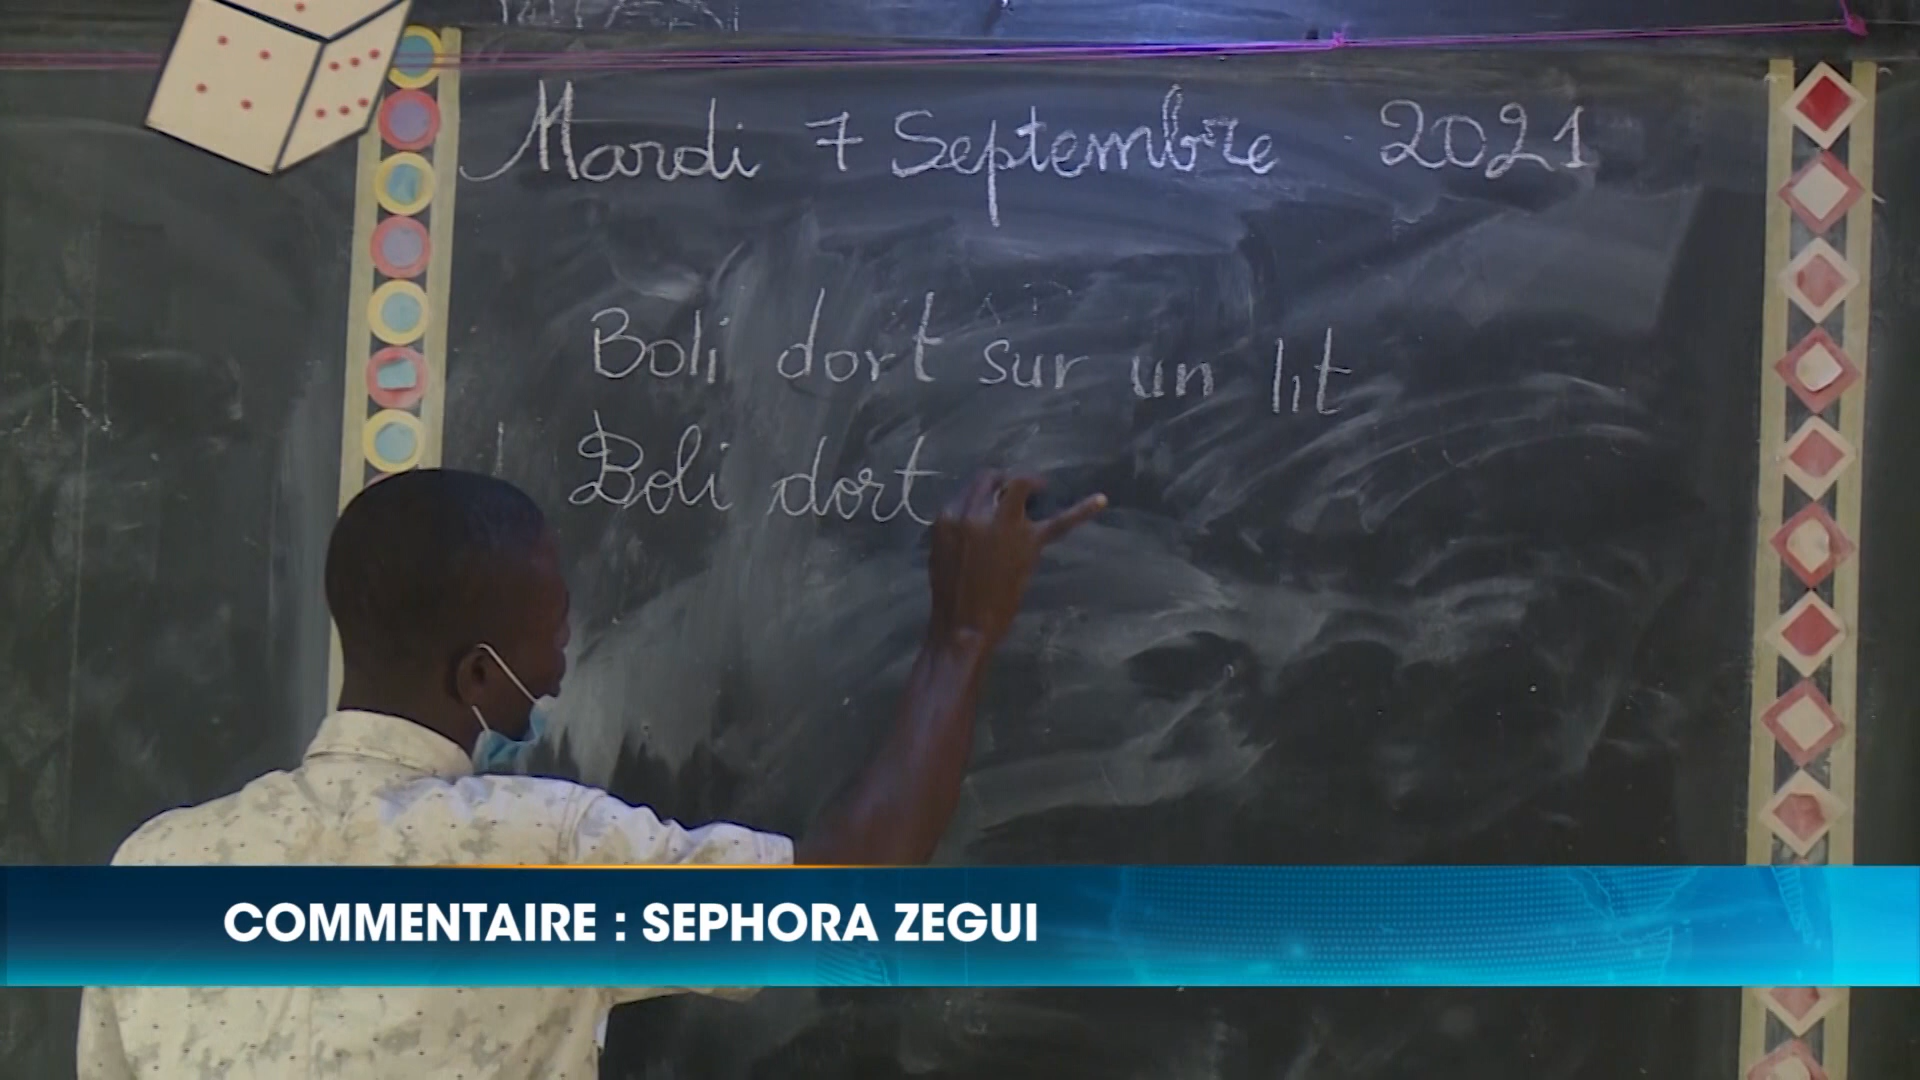 Mardi 7 Septembre 2021
Boli dort sur un lit
Boli dort
COMMENTAIRE : SEPHORA ZEGUI